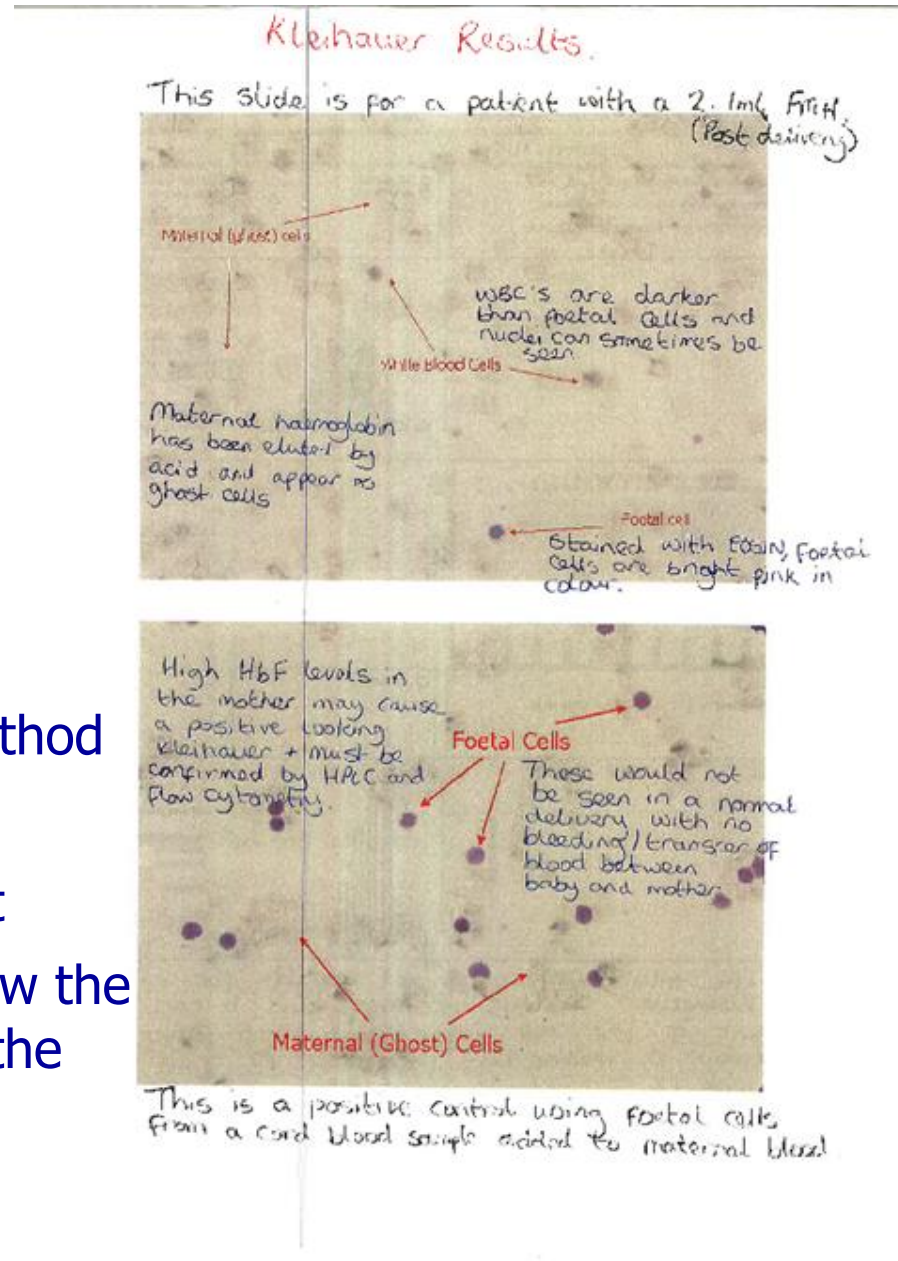 Kleihauer Results.
This slide is for a patient with a 2.1mL FMH.
(Post delivery)
Maternal (ghost) cells
WBC's are darker
than foetal cells and
nuclei can sometimes be
seen
White Blood Cells
Maternal haemoglobin
has been eluted by
acid and appear as
ghost cells
Foetal cell
Stained with EOSIN, foetal
cells are bright pink in
colour.
High HbF levels in
the mother may cause
a positive looking
Kleihauer + must be
confirmed by HPLC and
flow cytometry.
thod
Foetal Cells
These would not
be seen in a normal
delivery with no
bleeding/transfer of
blood between
baby and mother
t
w the
the
Maternal (Ghost) Cells
This is a positive control using foetal cells
from a cord blood sample added to maternal blood